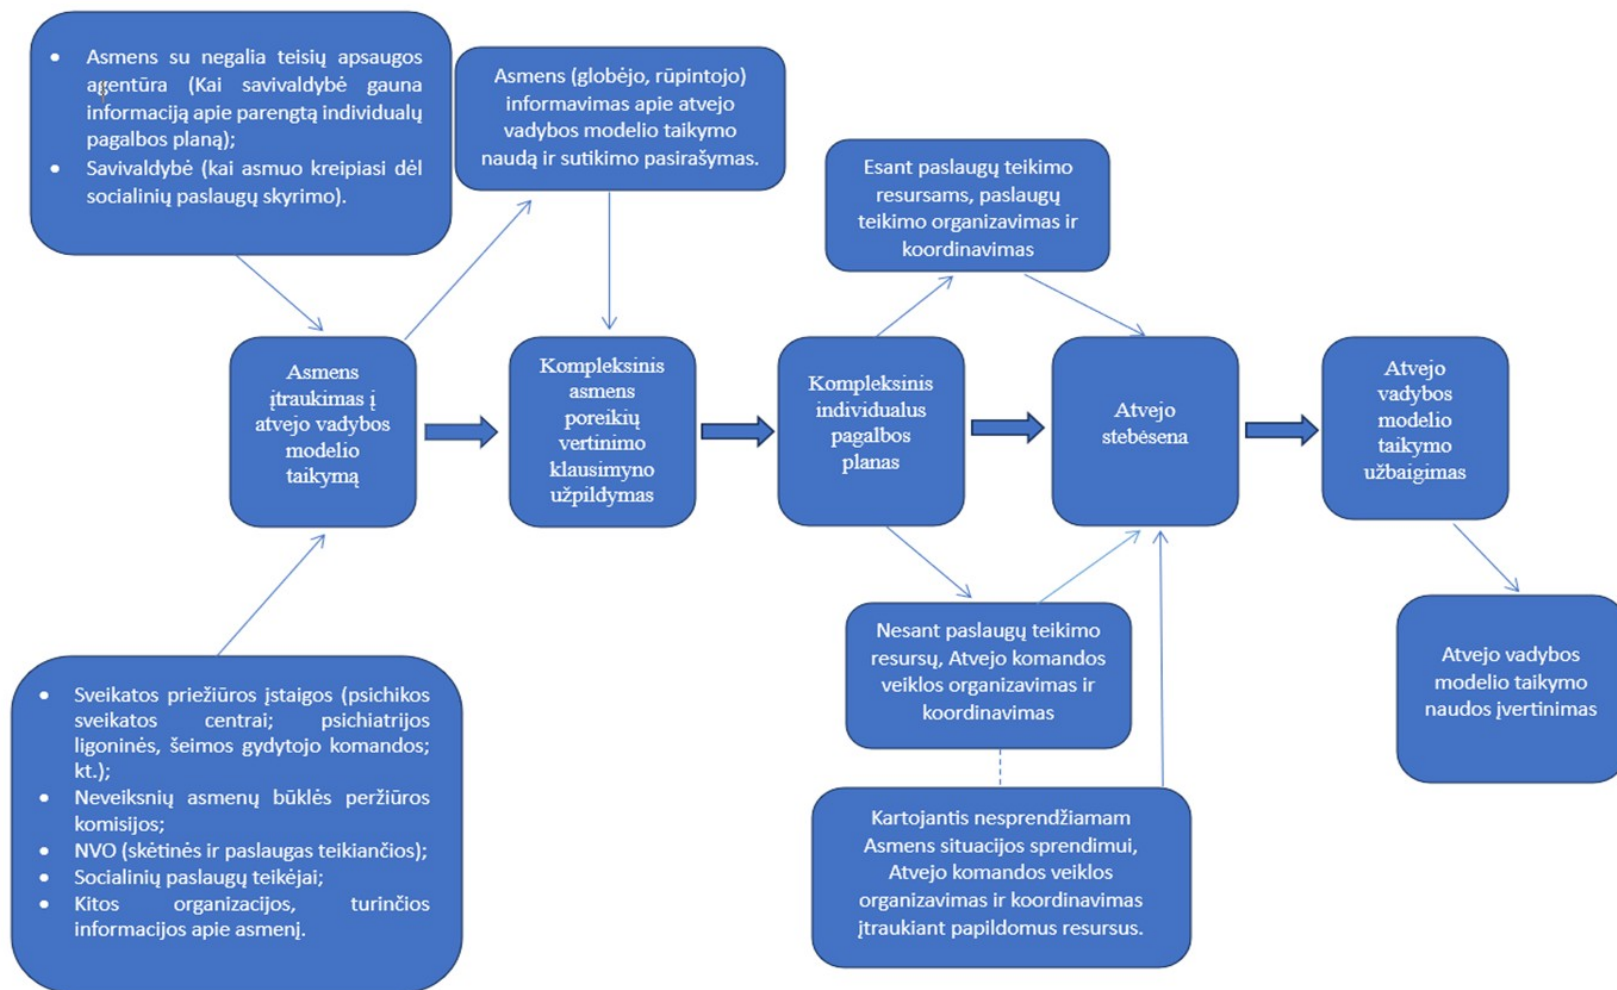 • Asmens su negalia teisių apsaugos
agentūra (Kai savivaldybė gauna
informaciją apie parengtą individualų
pagalbos planą);
• Savivaldybė (kai asmuo kreipiasi dėl
socialinių paslaugų skyrimo).
Asmens (globėjo, rūpintojo)
informavimas apie atvejo
vadybos modelio taikymo
naudą ir sutikimo pasirašymas.
Esant paslaugų teikimo
resursams, paslaugų
teikimo organizavimas ir
koordinavimas
Asmens
įtraukimas į
atvejo vadybos
modelio
taikymą
Kompleksinis
asmens
poreikių
vertinimo
klausimyno
užpildymas
Kompleksinis
individualus
pagalbos
planas
Atvejo
stebėsena
Atvejo
vadybos
modelio
taikymo
užbaigimas
Nesant paslaugų teikimo
resursų, Atvejo komandos
veiklos organizavimas ir
koordinavimas
Atvejo vadybos
modelio taikymo
naudos įvertinimas
• Sveikatos priežiūros įstaigos (psichikos
sveikatos centrai; psichiatrijos
ligoninės, šeimos gydytojo komandos;
kt.);
• Neveiksnių asmenų būklės peržiūros
komisijos;
• NVO (skėtinės ir paslaugas teikiančios);
• Socialinių paslaugų teikėjai;
• Kitos organizacijos, turinčios
informacijos apie asmenį.
Kartojantis nesprendžiamam
Asmens situacijos sprendimui,
Atvejo komandos veiklos
organizavimas ir koordinavimas
įtraukiant papildomus resursus.